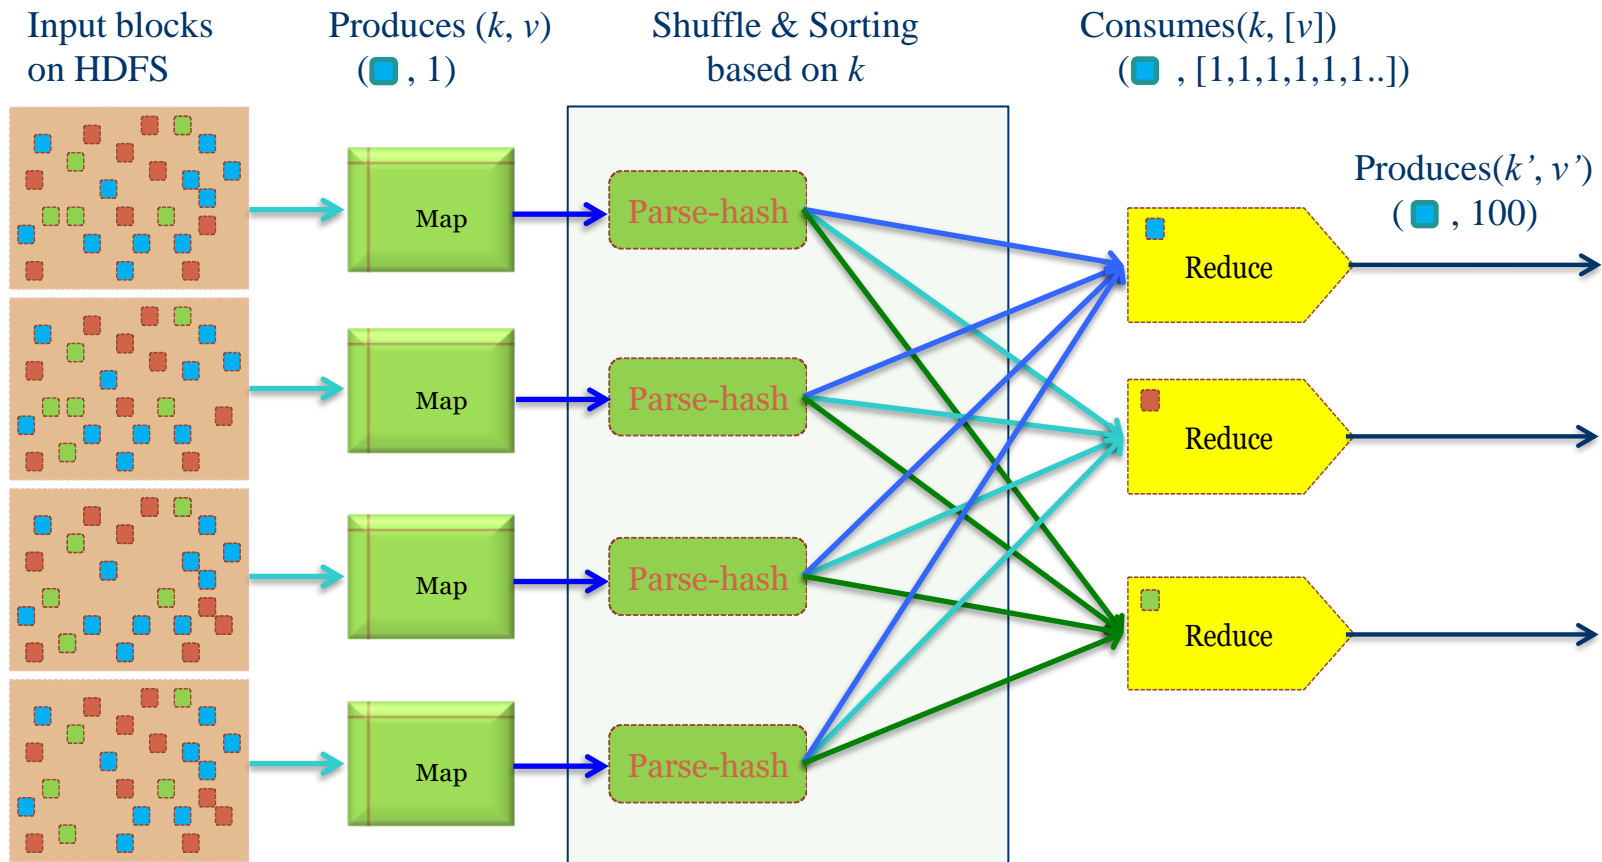 Input blocks
on HDFS
Produces (k, v)
( , 1)
Shuffle & Sorting
based on k
Consumes(k, [v])
( , [1,1,1,1,1,1..])
Produces(k’, v’)
( , 100)
Map
Parse-hash
Reduce
Map
Parse-hash
Reduce
Map
Parse-hash
Reduce
Map
Parse-hash